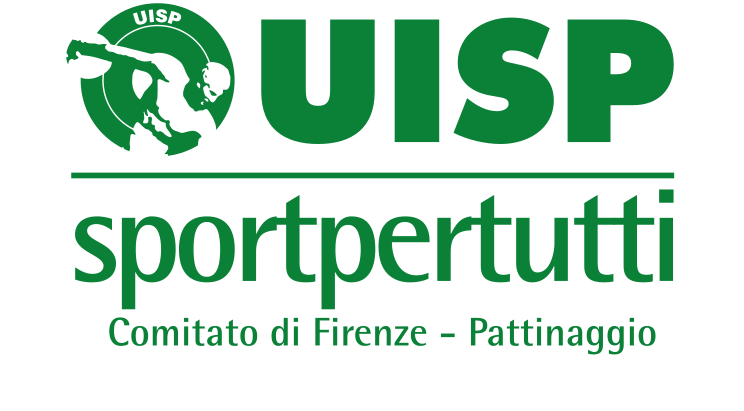 UISP
UISP
sportpertutti
Comitato di Firenze - Pattinaggio